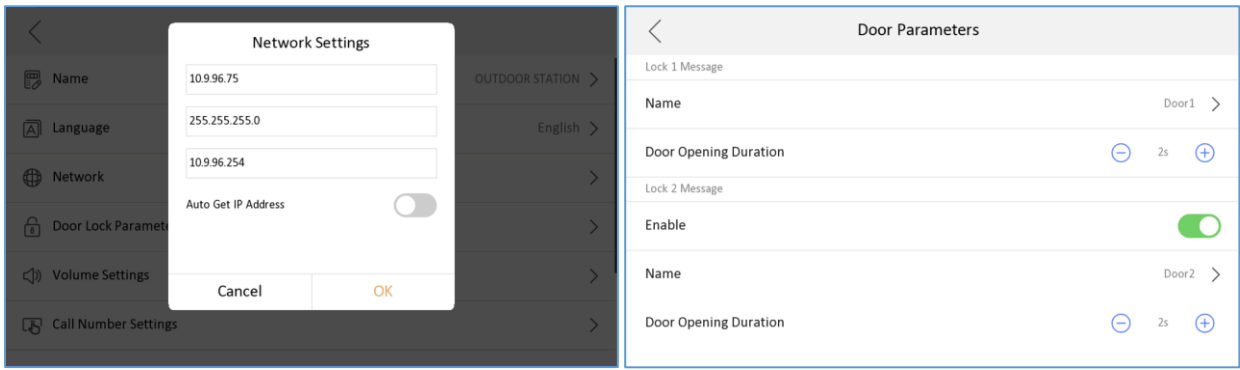 Network Settings
10.9.96.75
255.255.255.0
10.9.96.254
Auto Get IP Address
Cancel OK
Name OUTDOOR STATION
Language English
Network
Door Lock Paramete
Volume Settings
Call Number Settings
Door Parameters
Lock 1 Message
Name Door1
Door Opening Duration 2s
Lock 2 Message
Enable
Name Door2
Door Opening Duration 2s